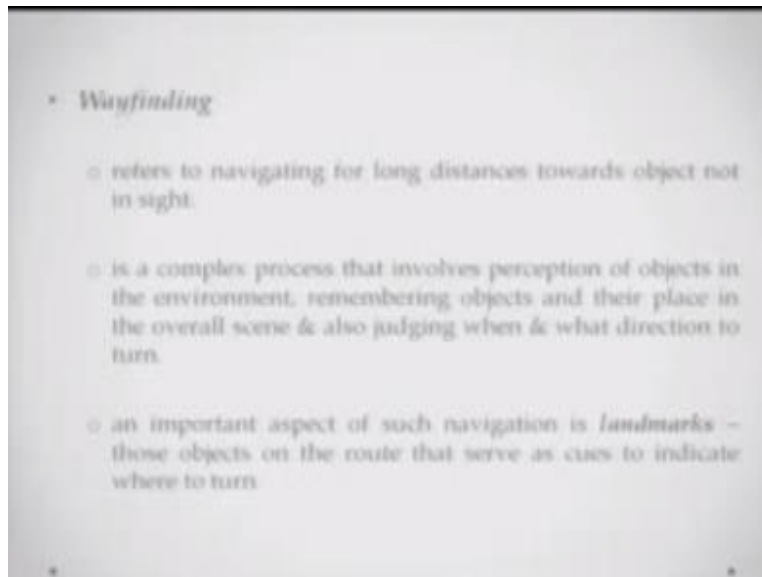 • Wayfinding
o refers to navigating for long distances towards object not
in sight.
o is a complex process that involves perception of objects in
the environment, remembering objects and their place in
the overall scene & also judging when & what direction to
turn.
o an important aspect of such navigation is landmarks –
those objects on the route that serve as cues to indicate
where to turn